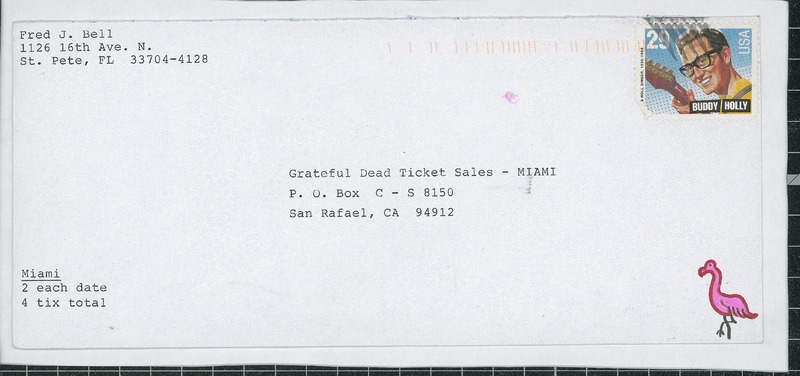 Fred J. Bell
1126 16th Ave. N.
St. Pete, FL 33704-4128
29
USA
BUDDY HOLLY
Grateful Dead Ticket Sales - MIAMI
P. O. Box C - S 8150
San Rafael, CA 94912
Miami
2 each date
4 tix total